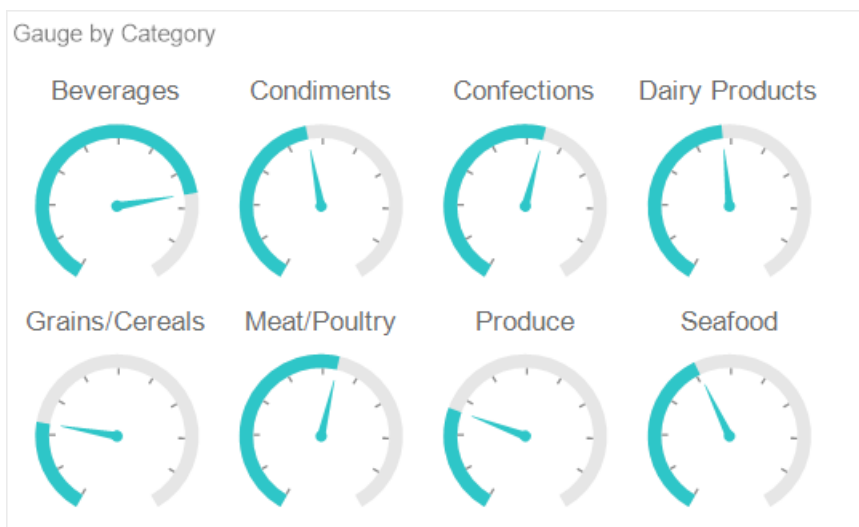 Gauge by Category
Beverages
Condiments
Confections
Dairy Products
Grains/Cereals
Meat/Poultry
Produce
Seafood